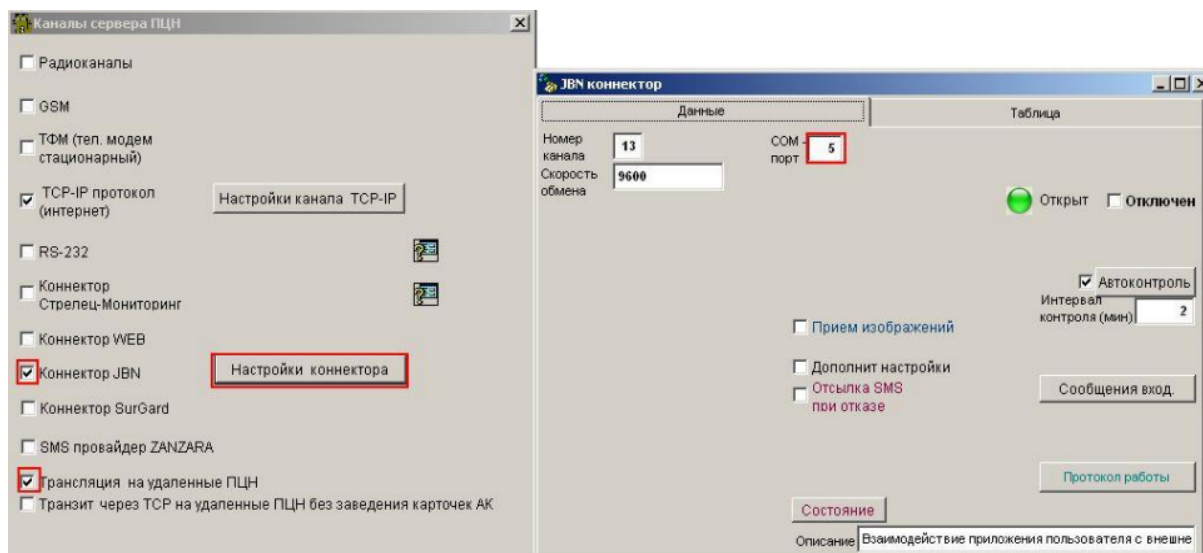 Каналы сервера ПЦН
Радиоканалы
GSM
ТФМ (тел. модем
стационарный)
TCP-IP протокол
(интернет)
Настройки канала TCP-IP
RS-232
Коннектор
Стрелец-Мониторинг
Коннектор WEB
Коннектор JBN
Настройки коннектора
Коннектор SurGard
SMS провайдер ZANZARA
Трансляция на удаленные ПЦН
Транзит через TCP на удаленные ПЦН без заведения карточек АК
JBN коннектор
Данные
Таблица
Номер
канала
13
COM -
порт
5
Скорость
обмена
9600
Открыт
Отключен
Автоконтроль
Интервал
контроля (мин)
2
Прием изображений
Дополнит настройки
Отсылка SMS
при отказе
Сообщения вход.
Протокол работы
Состояние
Описание
Взаимодействие приложения пользователя с внешне